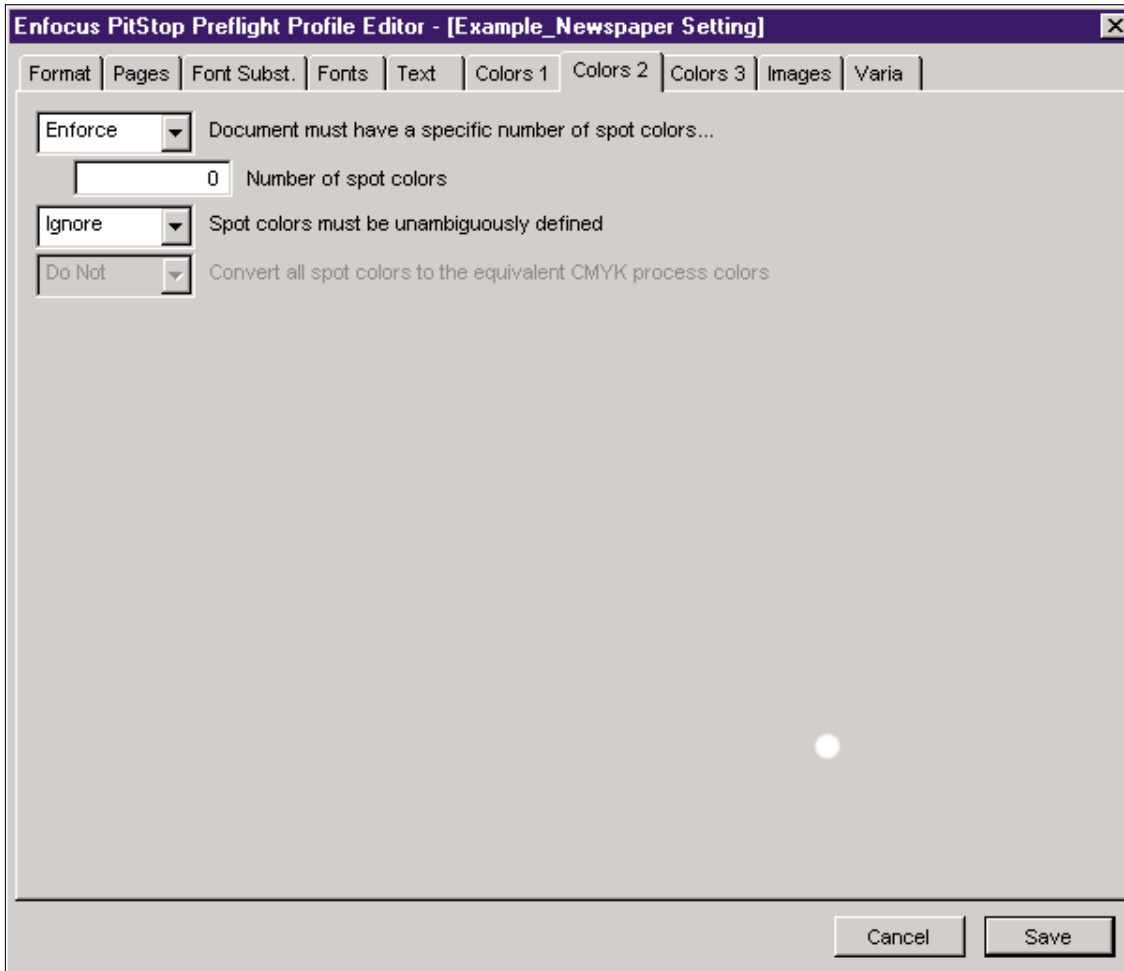 Enfocus PitStop Preflight Profile Editor - [Example_Newspaper Setting]
Format Pages Font Subst. Fonts Text Colors 1 Colors 2 Colors 3 Images Varia
Enforce Document must have a specific number of spot colors...
0 Number of spot colors
Ignore Spot colors must be unambiguously defined
Do Not Convert all spot colors to the equivalent CMYK process colors
Cancel Save